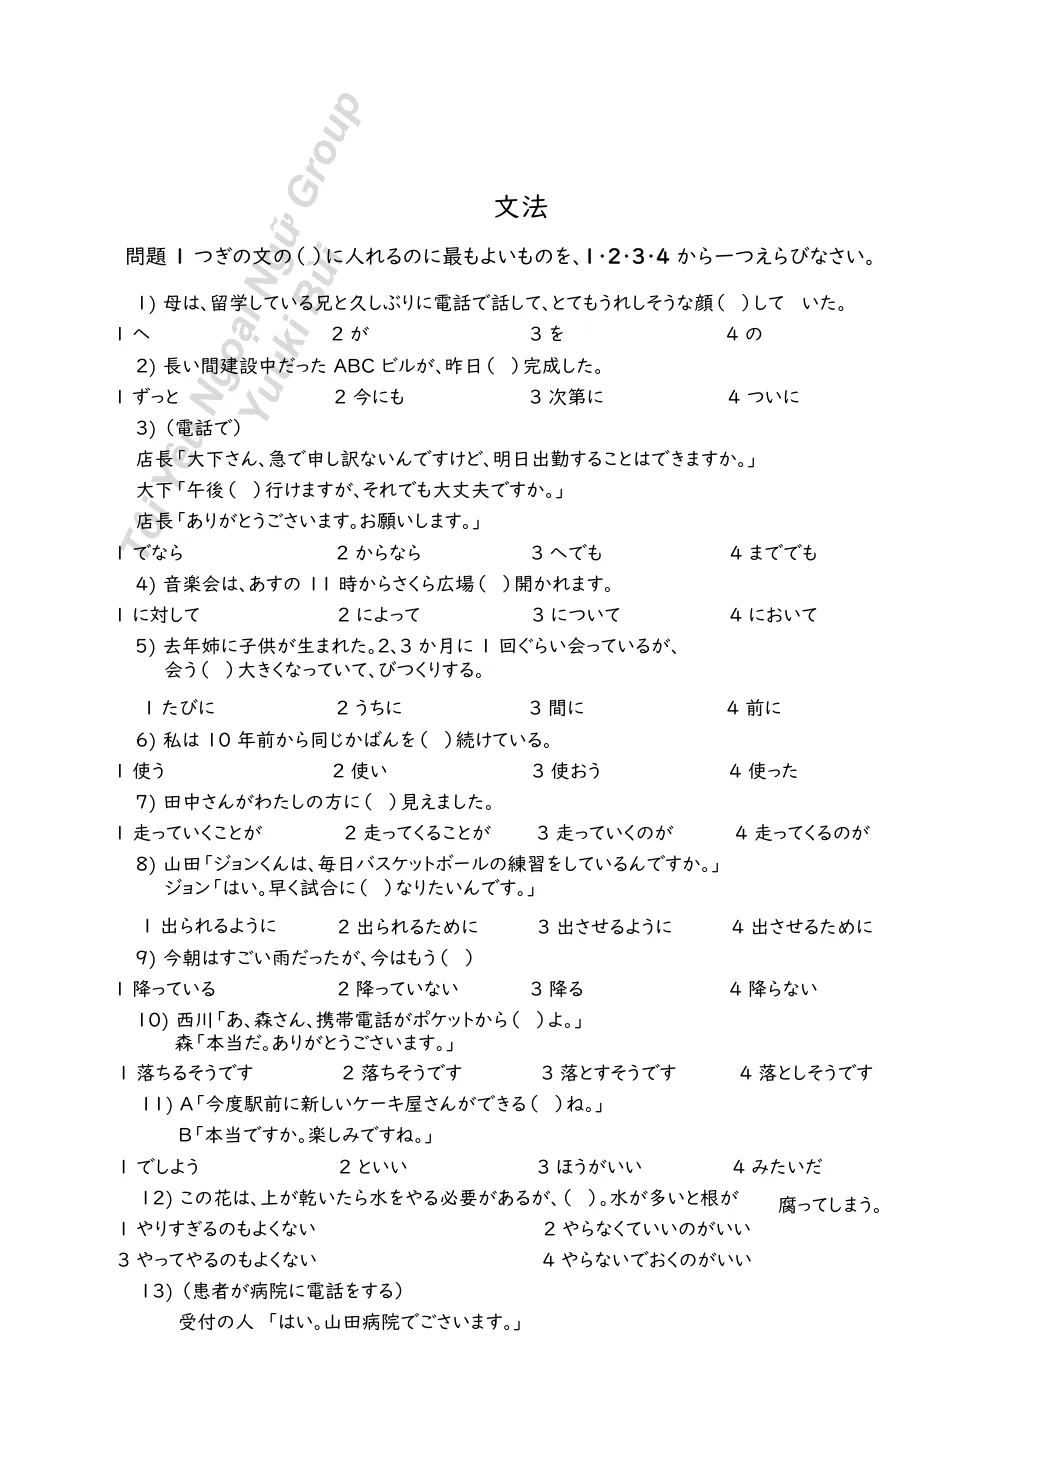 文法
問題 1 つぎの文の( )に人れるのに最もよいものを、1・2・3・4 から一つえらびなさい。
1) 母は、留学している兄と久しぶりに電話で話して、とてもうれしそうな顔( )して いた。
1 へ 2 が 3 を 4 の
2) 長い間建設中だった ABC ビルが、昨日( )完成した。
1 ずっと 2 今にも 3 次第に 4 ついに
3) (電話で)
店長「大下さん、急で申し訳ないんですけど、明日出勤することはできますか。」
大下「午後( )行けますが、それでも大丈夫ですか。」
店長「ありがとうごさいます。お願いします。」
1 でなら 2 からなら 3 へでも 4 まででも
4) 音楽会は、あすの 11 時からさくら広場( )開かれます。
1 に対して 2 によって 3 について 4 において
5) 去年姉に子供が生まれた。2、3 か月に 1 回ぐらい会っているが、
会う( )大きくなっていて、びつくりする。
1 たびに 2 うちに 3 間に 4 前に
6) 私は 10 年前から同じかばんを( )続けている。
1 使う 2 使い 3 使おう 4 使った
7) 田中さんがわたしの方に( )見えました。
1 走っていくことが 2 走ってくることが 3 走っていくのが 4 走ってくるのが
8) 山田「ジョンくんは、毎日バスケットボールの練習をしているんですか。」
ジョン「はい。早く試合に( )なりたいんです。」
1 出られるように 2 出られるために 3 出させるように 4 出させるために
9) 今朝はすごい雨だったが、今はもう( )
1 降っている 2 降っていない 3 降る 4 降らない
10) 西川「あ、森さん、携帯電話がポケットから( )よ。」
森「本当だ。ありがとうごさいます。」
1 落ちるそうです 2 落ちそうです 3 落とすそうです 4 落としそうです
11) A「今度駅前に新しいケーキ屋さんができる( )ね。」
B「本当ですか。楽しみですね。」
1 でしよう 2 といい 3 ほうがいい 4 みたいだ
12) この花は、上が乾いたら水をやる必要があるが、( )。水が多いと根が 腐ってしまう。
1 やりすぎるのもよくない 2 やらなくていいのがいい
3 やってやるのもよくない 4 やらないでおくのがいい
13) (患者が病院に電話をする)
受付の人 「はい。山田病院でごさいます。」
Tôi Yêu Ngoại Ngữ Group
Yutuki Bùi